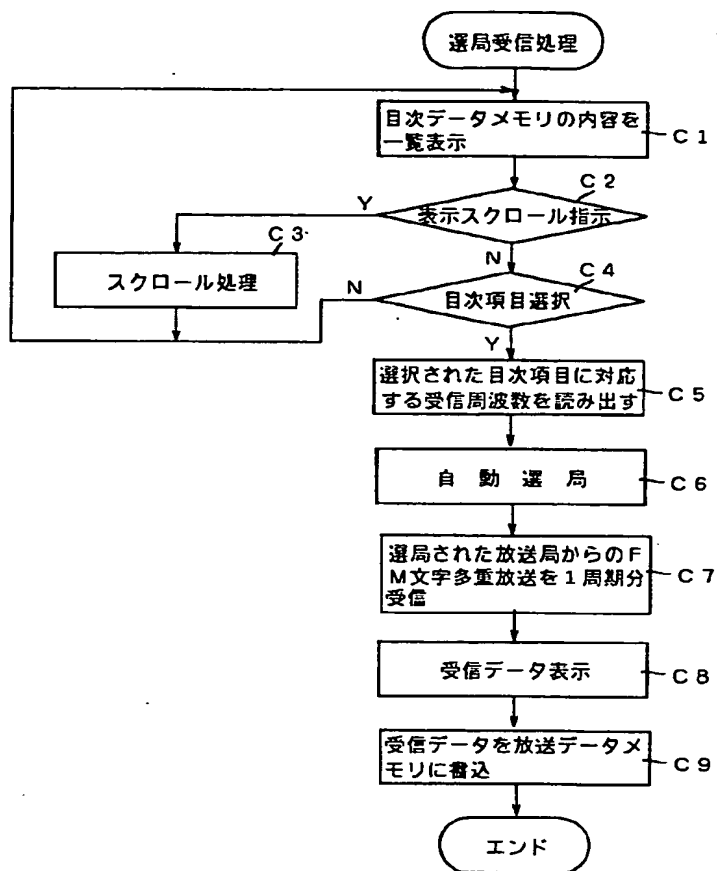 選局受信処理
目次データメモリの内容を
一覧表示
C1
C2
Y
表示スクロール指示
C3
N
スクロール処理
C4
N
目次項目選択
Y
選択された目次項目に対応
する受信周波数を読み出す
C5
自動選局
C6
選局された放送局からのF
M文字多重放送を1周期分
受信
C7
受信データ表示
C8
受信データを放送データメ
モリに書込
C9
エンド